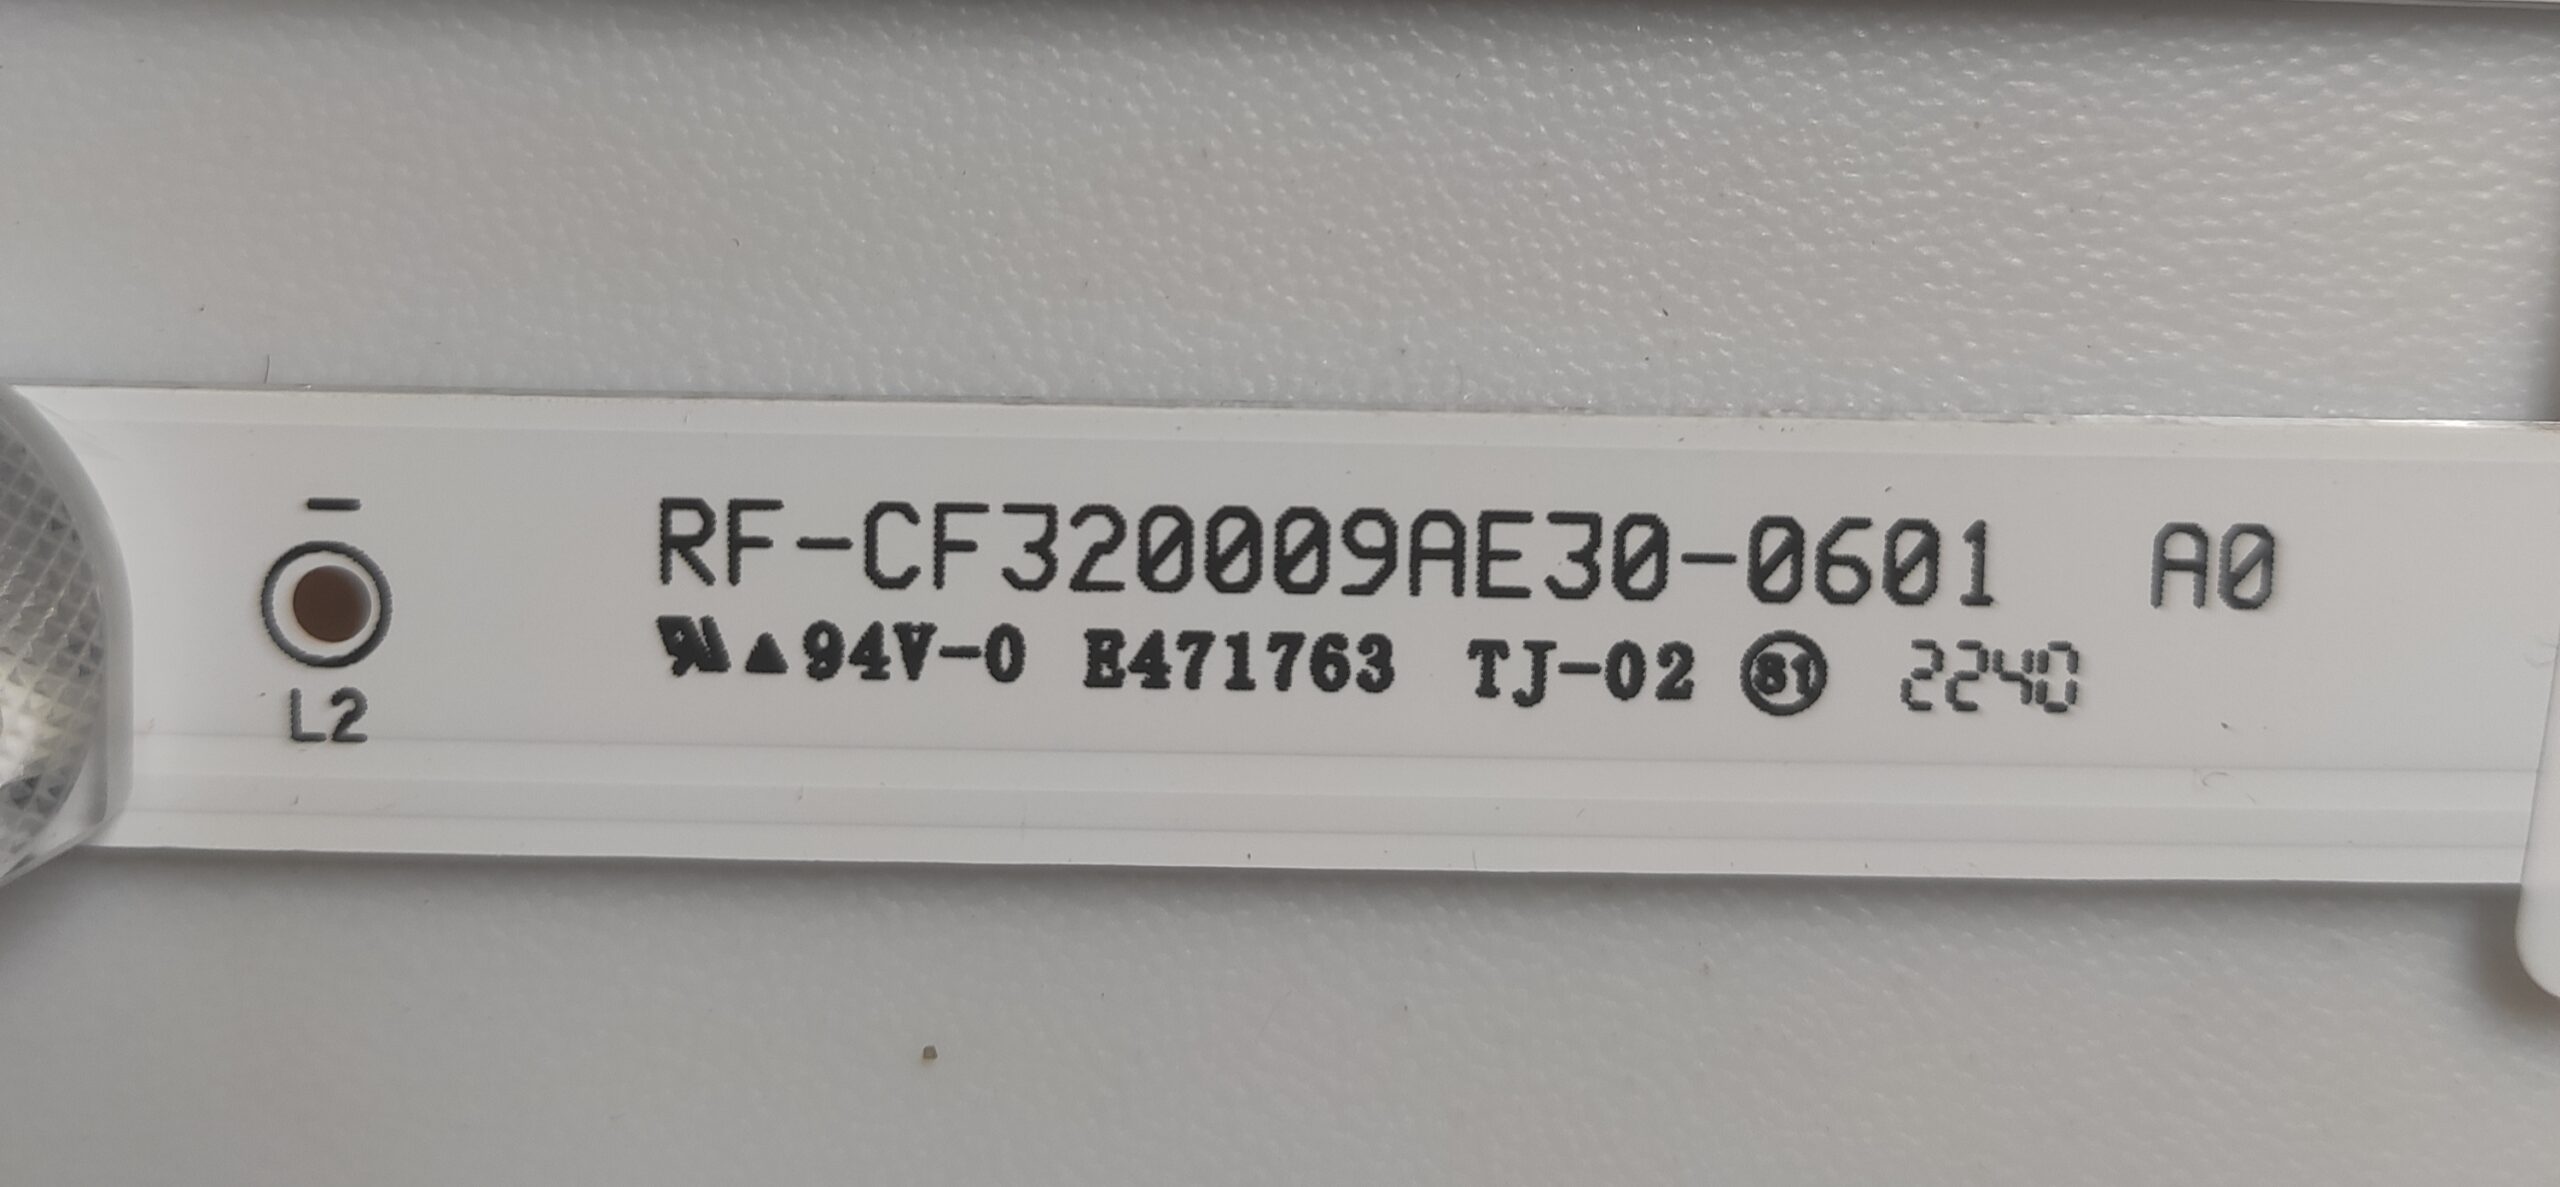 RF-CF320009AE30-0601 A0
▲94V-0 E471763 TJ-02 81 2240
L2